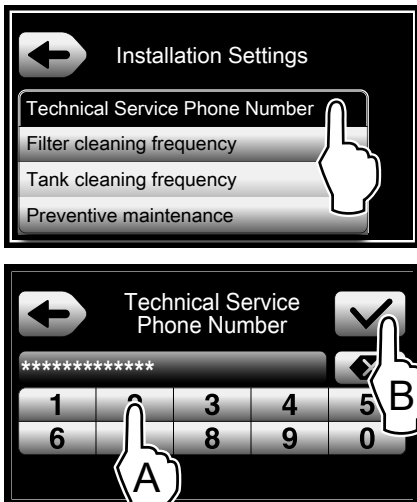 Installation Settings
Technical Service Phone Number
Filter cleaning frequency
Tank cleaning frequency
Preventive maintenance
Technical Service
Phone Number
*************
1 3 4 5
6 8 9 0
A
B